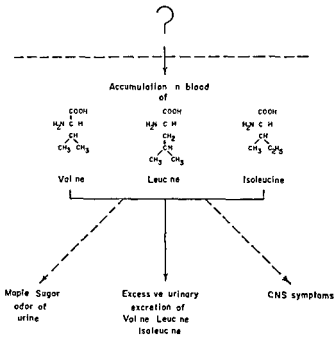 ?
Accumulation n blood
of
COOH COOH COOH
H₂N C H H₂N C H H₂N C H
CH CH₂ CH
CH₃ CH₃ CH CH₃ C₂H₅
CH₃ CH₃
Val ne Leuc ne Isoleucine
Maple Sugar
odor of
urine
Excess ve urinary
excretion of
Val ne Leuc ne
Isoleuc ne
CNS symptoms